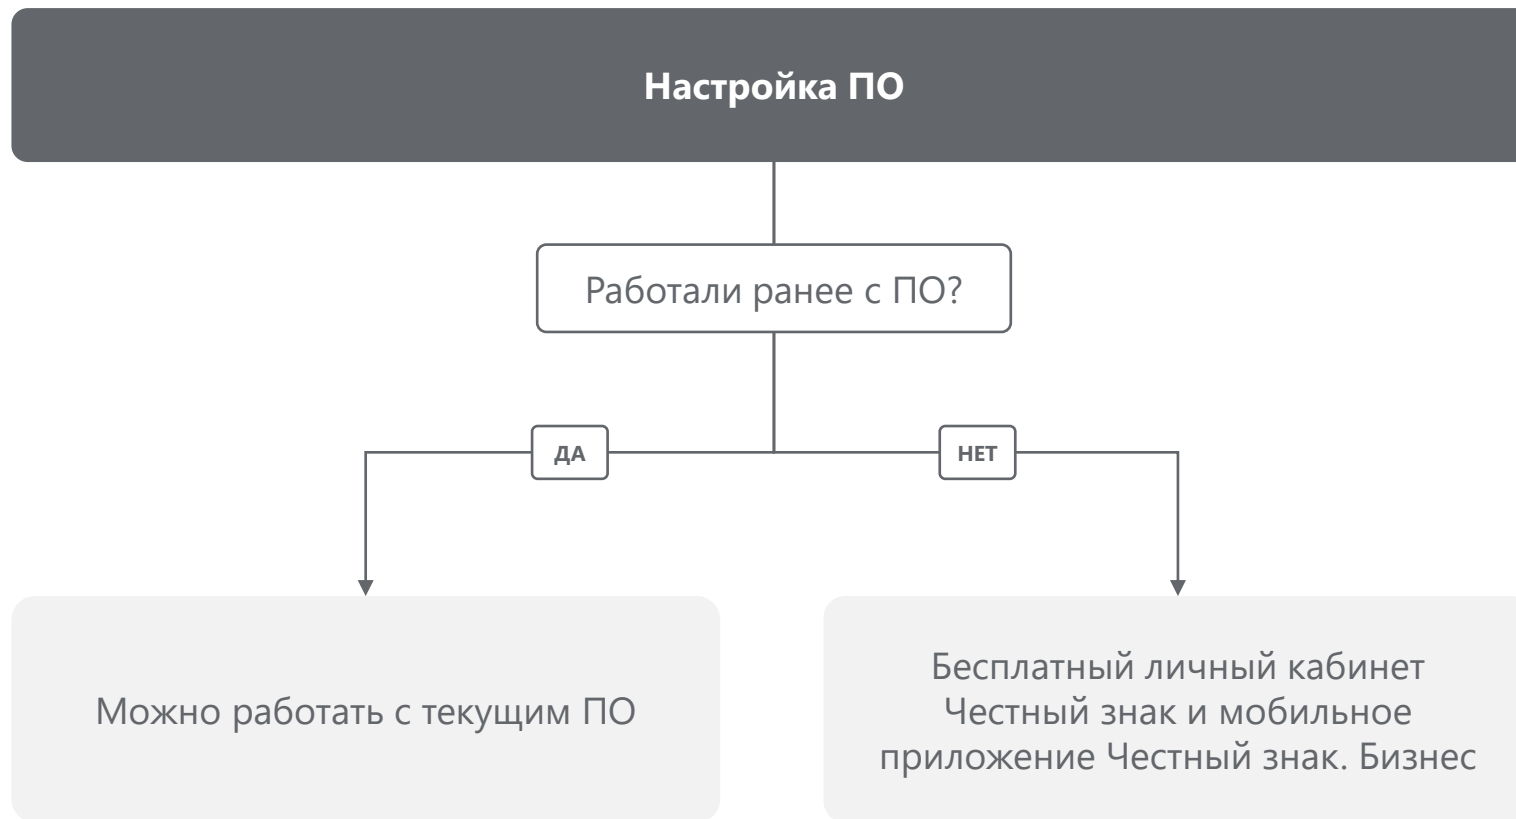 Настройка ПО
Работали ранее с ПО?
ДА
НЕТ
Можно работать с текущим ПО
Бесплатный личный кабинет
Честный знак и мобильное
приложение Честный знак. Бизнес